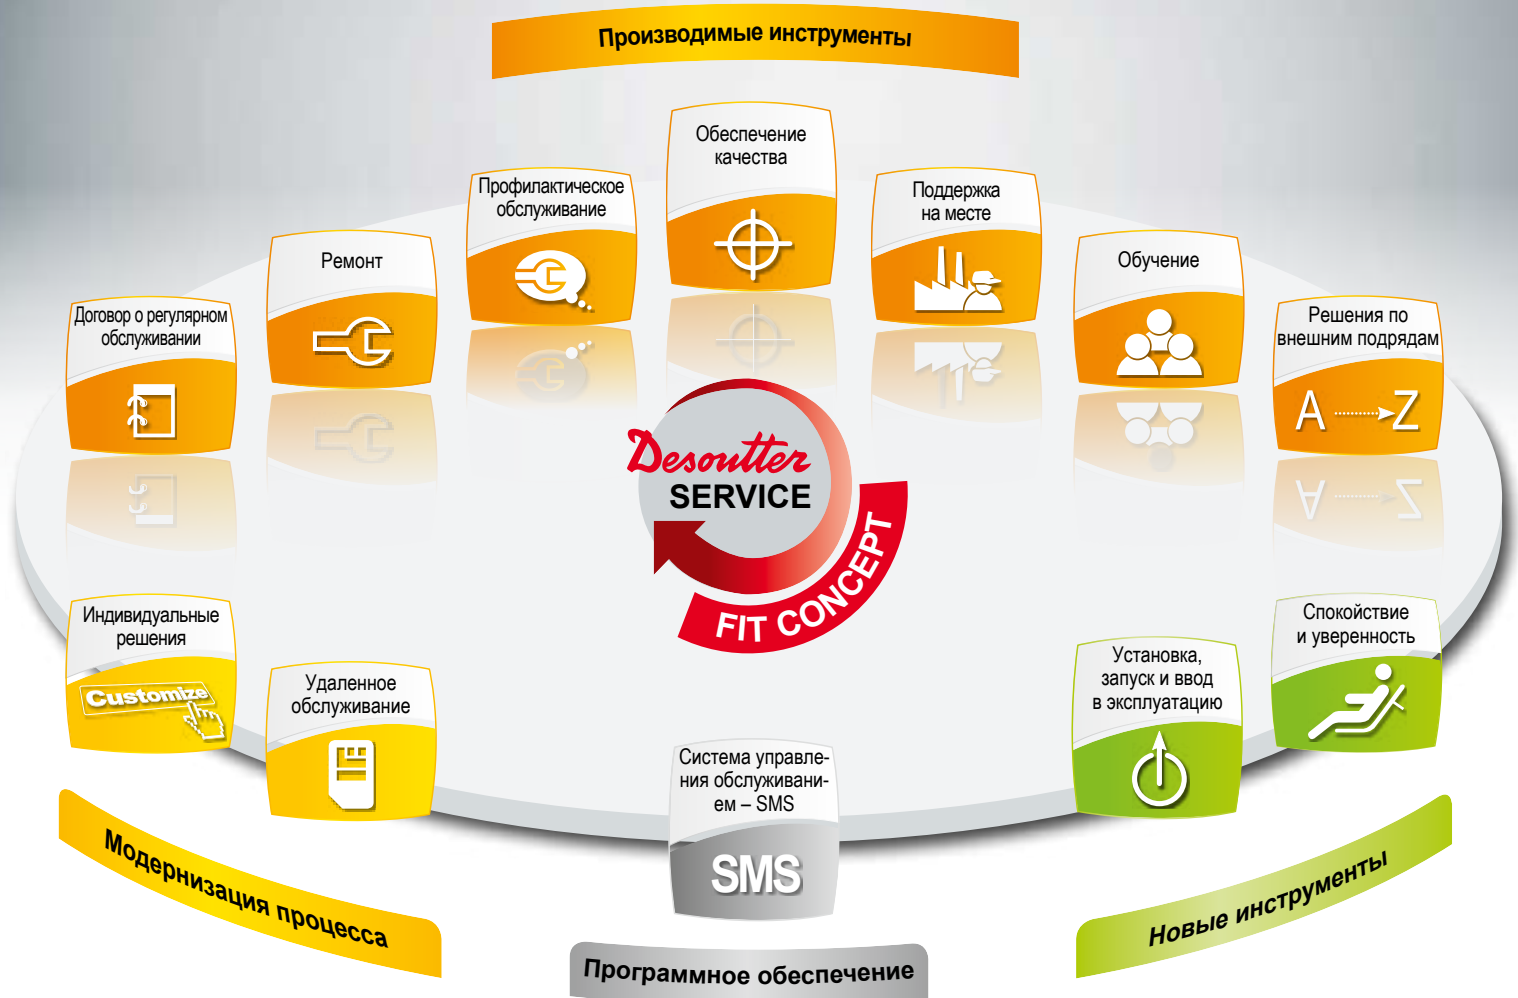 Производимые инструменты
Обеспечение
качества
Профилактическое
обслуживание
Поддержка
на месте
Ремонт
Обучение
Договор о регулярном
обслуживании
Решения по
внешним подрядам
A Z
Desoutter
SERVICE
FIT CONCEPT
Индивидуальные
решения
Customize
Удаленное
обслуживание
Система управле-
ния обслуживани-
ем – SMS
SMS
Установка,
запуск и ввод
в эксплуатацию
Спокойствие
и уверенность
Модернизация процесса
Программное обеспечение
Новые инструменты